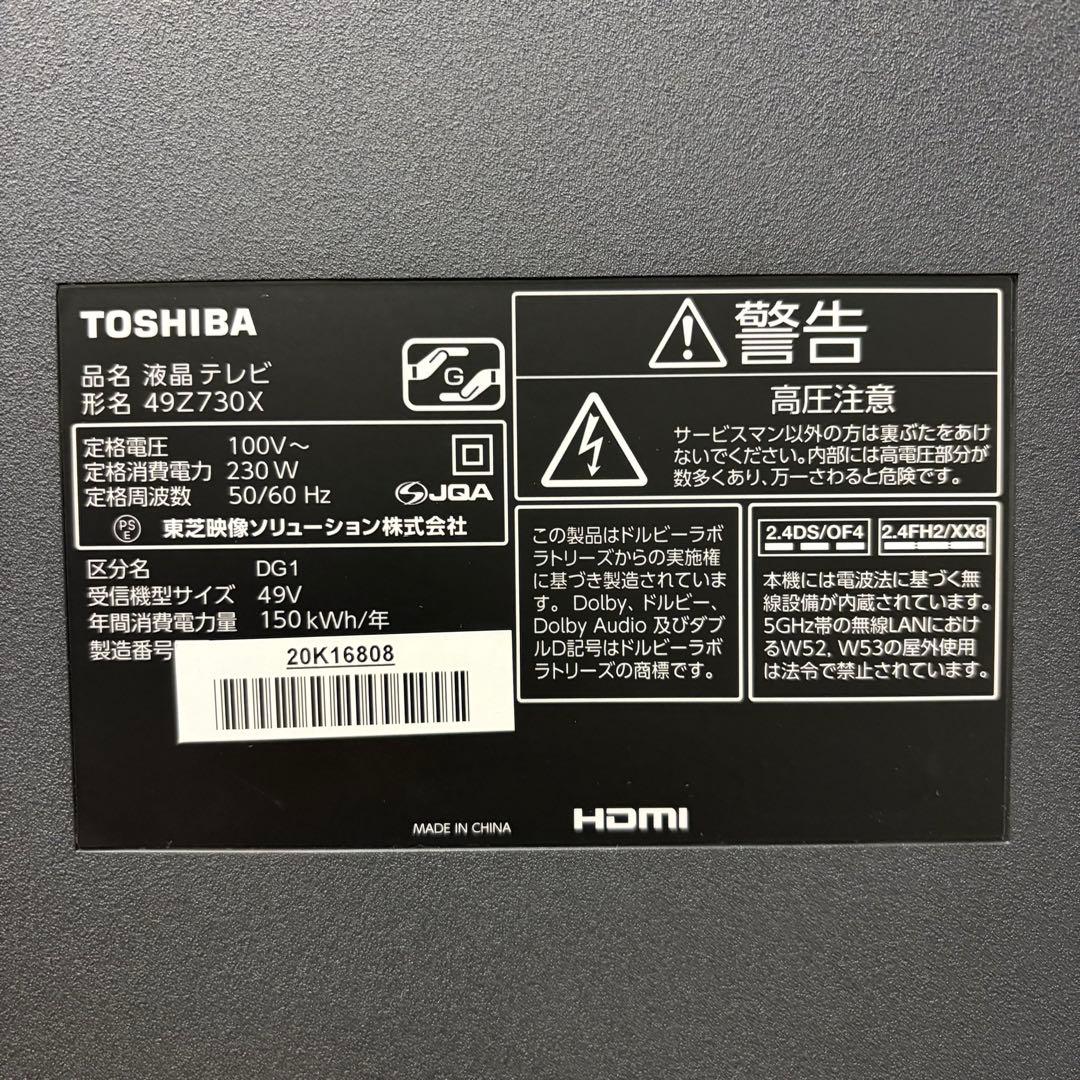 TOSHIBA
品名 液晶テレビ
形名 49Z730X
G
定格電圧 100V～
定格消費電力 230 W
定格周波数 50/60 Hz
JQA
PS
E
東芝映像ソリューション株式会社
区分名 DG1
受信機型サイズ 49V
年間消費電力量 150kWh/年
製造番号
20K16808
MADE IN CHINA
警告
高圧注意
サービスマン以外の方は裏ぶたをあけ
ないでください。内部には高電圧部分が
数多くあり、万一さわると危険です。
この製品はドルビーラボ
ラトリーズからの実施権
に基づき製造されていま
す。Dolby、ドルビー、
Dolby Audio 及びダブ
ルD記号はドルビーラボ
ラトリーズの商標です。
2.4DS/OF4
2.4FH2/XX8
本機には電波法に基づく無
線設備が内蔵されています。
5GHz帯の無線LANにおけ
るW52, W53の屋外使用
は法令で禁止されています。
HDMI